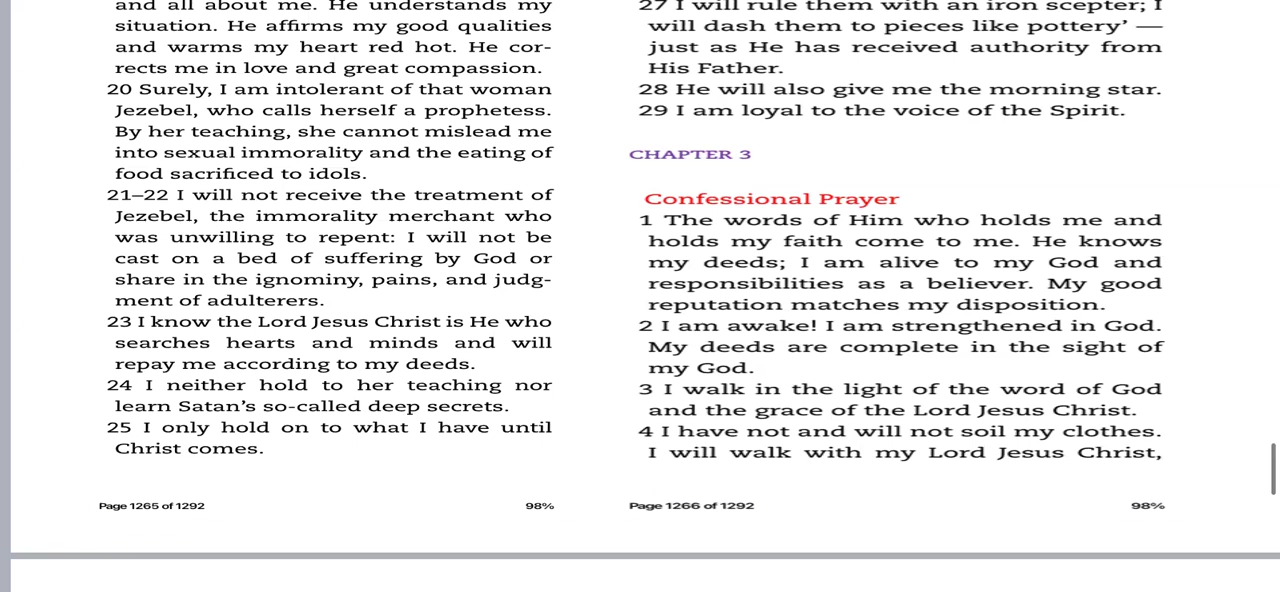 and all about me. He understands my
situation. He affirms my good qualities
and warms my heart red hot. He cor-
rects me in love and great compassion.
20 Surely, I am intolerant of that woman
Jezebel, who calls herself a prophetess.
By her teaching, she cannot mislead me
into sexual immorality and the eating of
food sacrificed to idols.
21–22 I will not receive the treatment of
Jezebel, the immorality merchant who
was unwilling to repent: I will not be
cast on a bed of suffering by God or
share in the ignominy, pains, and judg-
ment of adulterers.
23 I know the Lord Jesus Christ is He who
searches hearts and minds and will
repay me according to my deeds.
24 I neither hold to her teaching nor
learn Satan’s so-called deep secrets.
25 I only hold on to what I have until
Christ comes.
Page 1265 of 1292
98%
27 I will rule them with an iron scepter; I
will dash them to pieces like pottery’ —
just as He has received authority from
His Father.
28 He will also give me the morning star.
29 I am loyal to the voice of the Spirit.
CHAPTER 3
Confessional Prayer
1 The words of Him who holds me and
holds my faith come to me. He knows
my deeds; I am alive to my God and
responsibilities as a believer. My good
reputation matches my disposition.
2 I am awake! I am strengthened in God.
My deeds are complete in the sight of
my God.
3 I walk in the light of the word of God
and the grace of the Lord Jesus Christ.
4 I have not and will not soil my clothes.
I will walk with my Lord Jesus Christ,
Page 1266 of 1292
98%